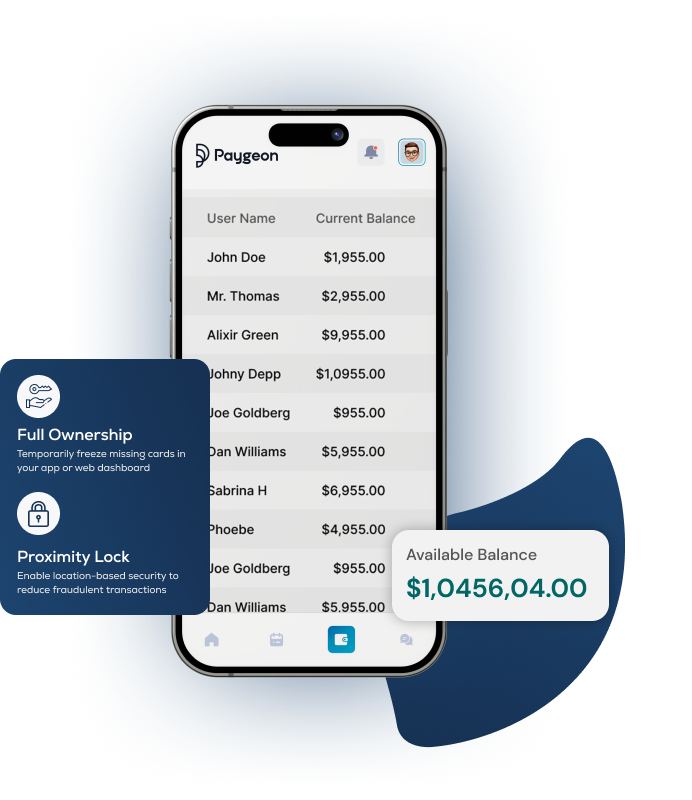 Paygeon
User Name Current Balance
John Doe $1,955.00
Mr. Thomas $2,955.00
Alixir Green $9,955.00
Johny Depp $1,0955.00
Joe Goldberg $955.00
Dan Williams $5,955.00
Sabrina H $6,955.00
Phoebe $4,955.00
Joe Goldberg $955.00
Dan Williams $5,955.00
Full Ownership
Temporarily freeze missing cards in
your app or web dashboard
Proximity Lock
Enable location-based security to
reduce fraudulent transactions
Available Balance
$1,0456,04.00